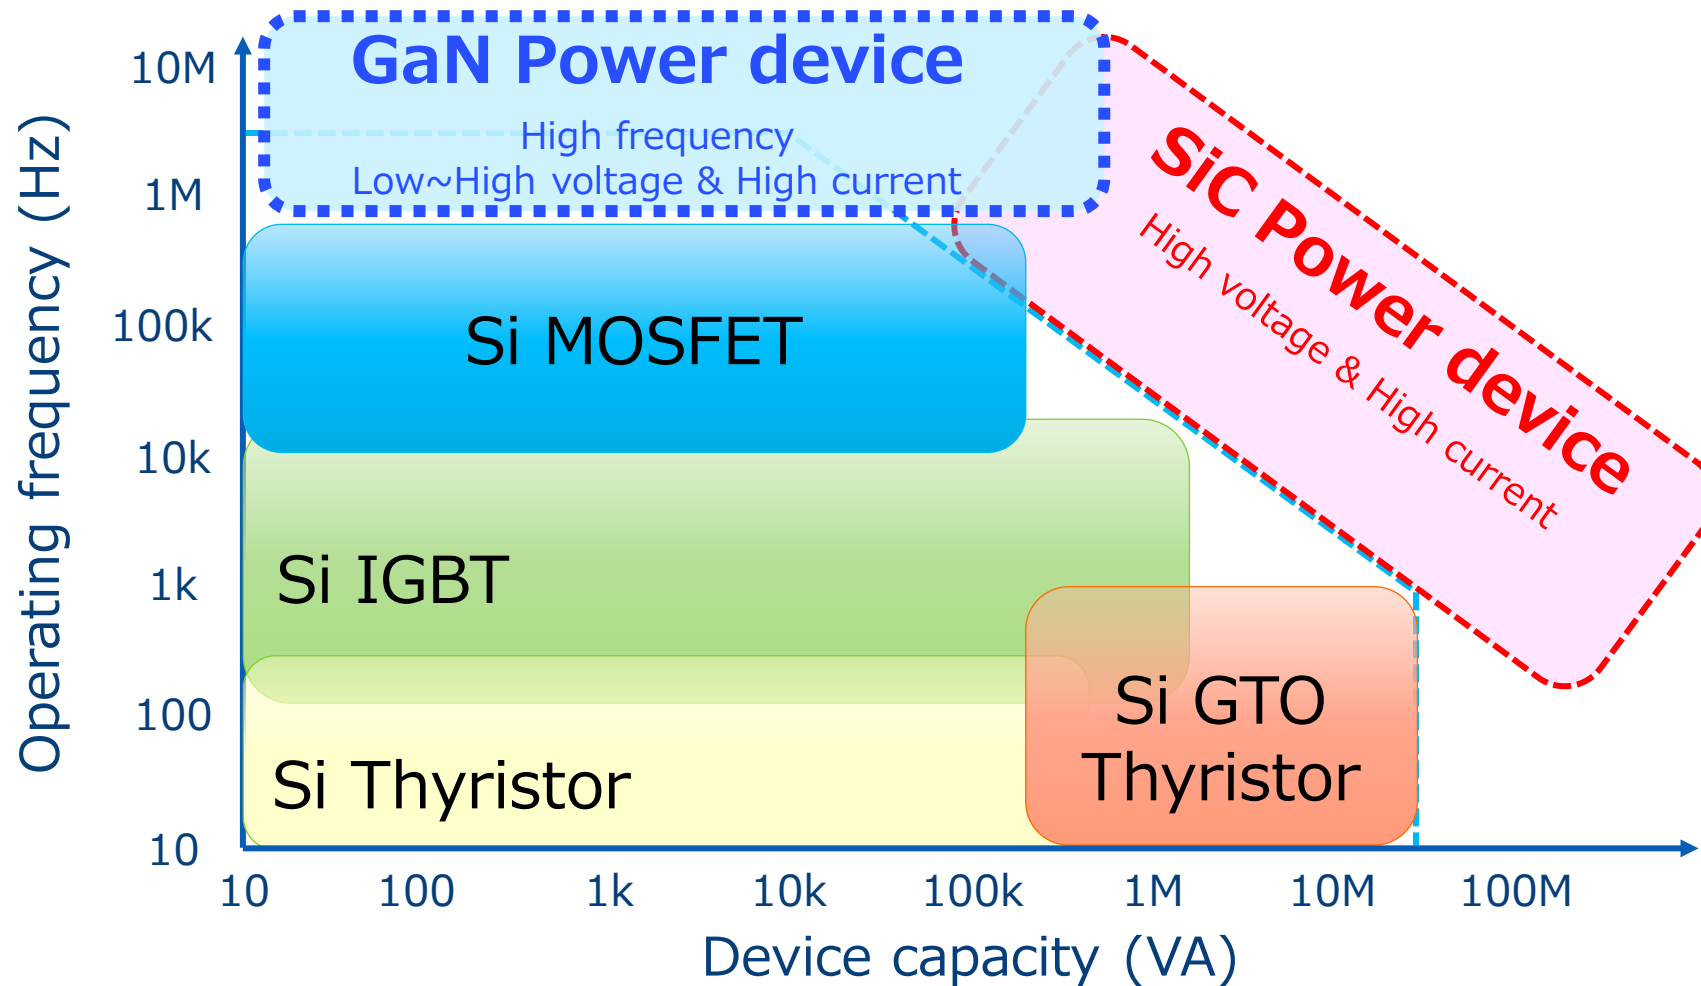 GaN Power device
High frequency
Low~High voltage & High current
SiC Power device
High voltage & High current
Si MOSFET
Si IGBT
Si GTO
Thyristor
Si Thyristor
Operating frequency (Hz)
10M
1M
100k
10k
1k
100
10
10
100
1k
10k
100k
1M
10M
100M
Device capacity (VA)